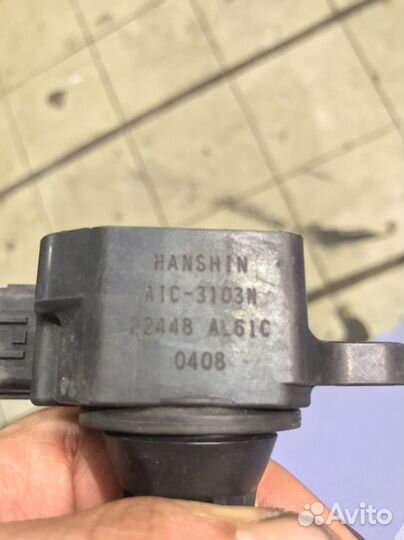 HANSHIN
AIC-3103N
22448 AL61C
0408
Avito